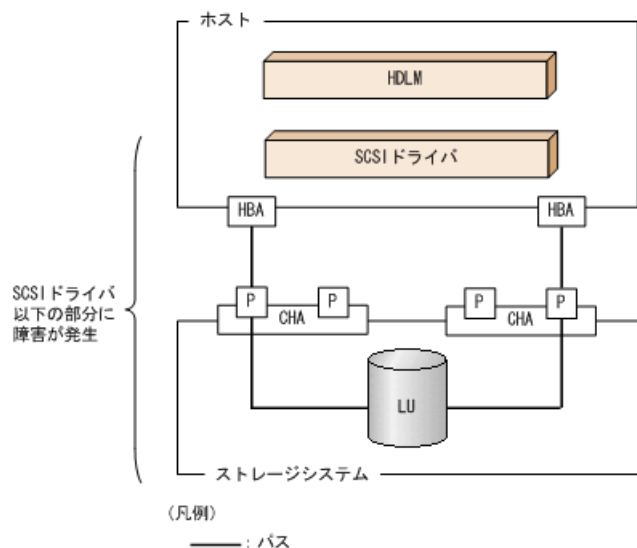 ホスト
HDLM
SCSIドライバ
HBA
HBA
SCSIドライバ
以下の部分に
障害が発生
P
P
P
P
CHA
CHA
LU
ストレージシステム
(凡例)
: パス